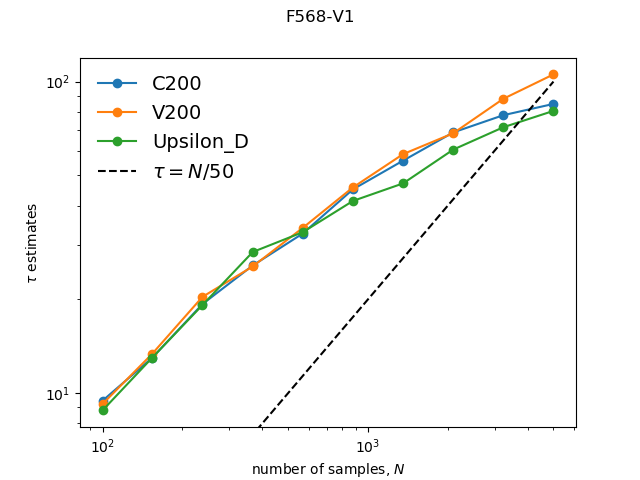 F568-V1
C200
V200
Upsilon_D
τ = N/50
10²
10¹
τ estimates
10²
10³
number of samples, N